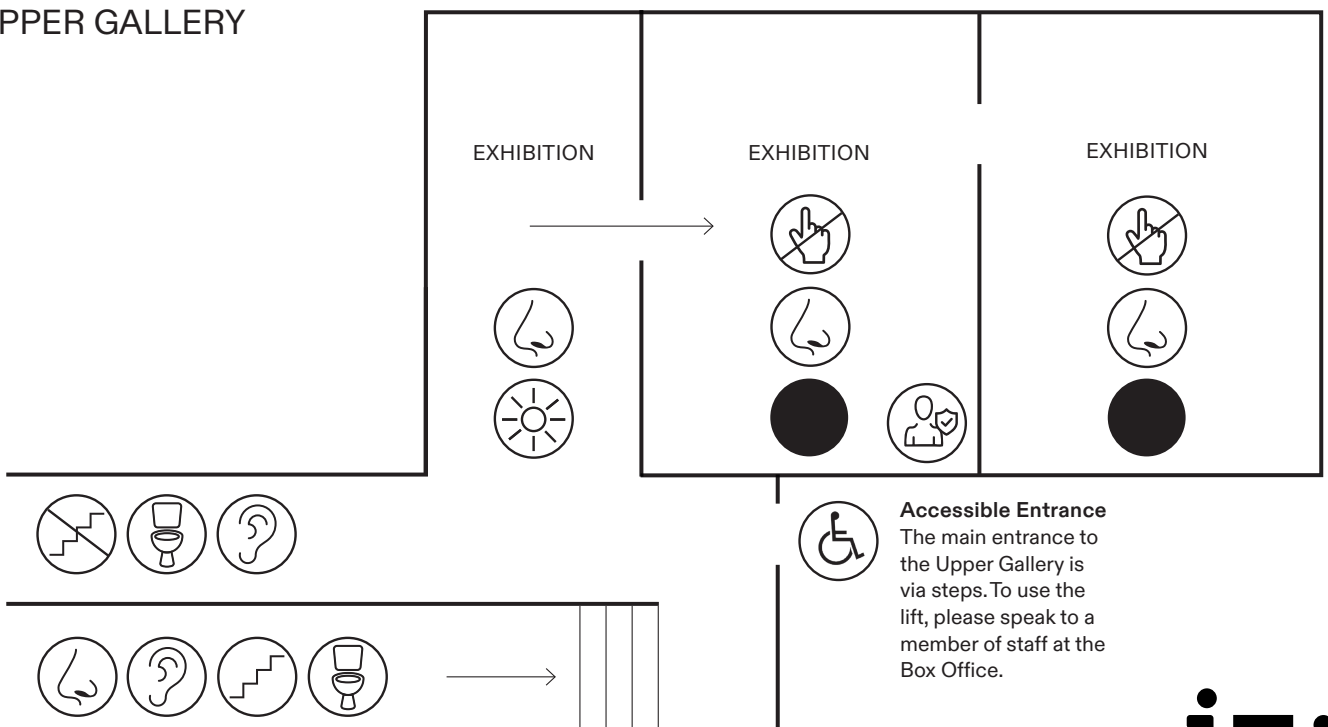 PPER GALLERY
EXHIBITION
EXHIBITION
EXHIBITION
Accessible Entrance
The main entrance to
the Upper Gallery is
via steps. To use the
lift, please speak to a
member of staff at the
Box Office.